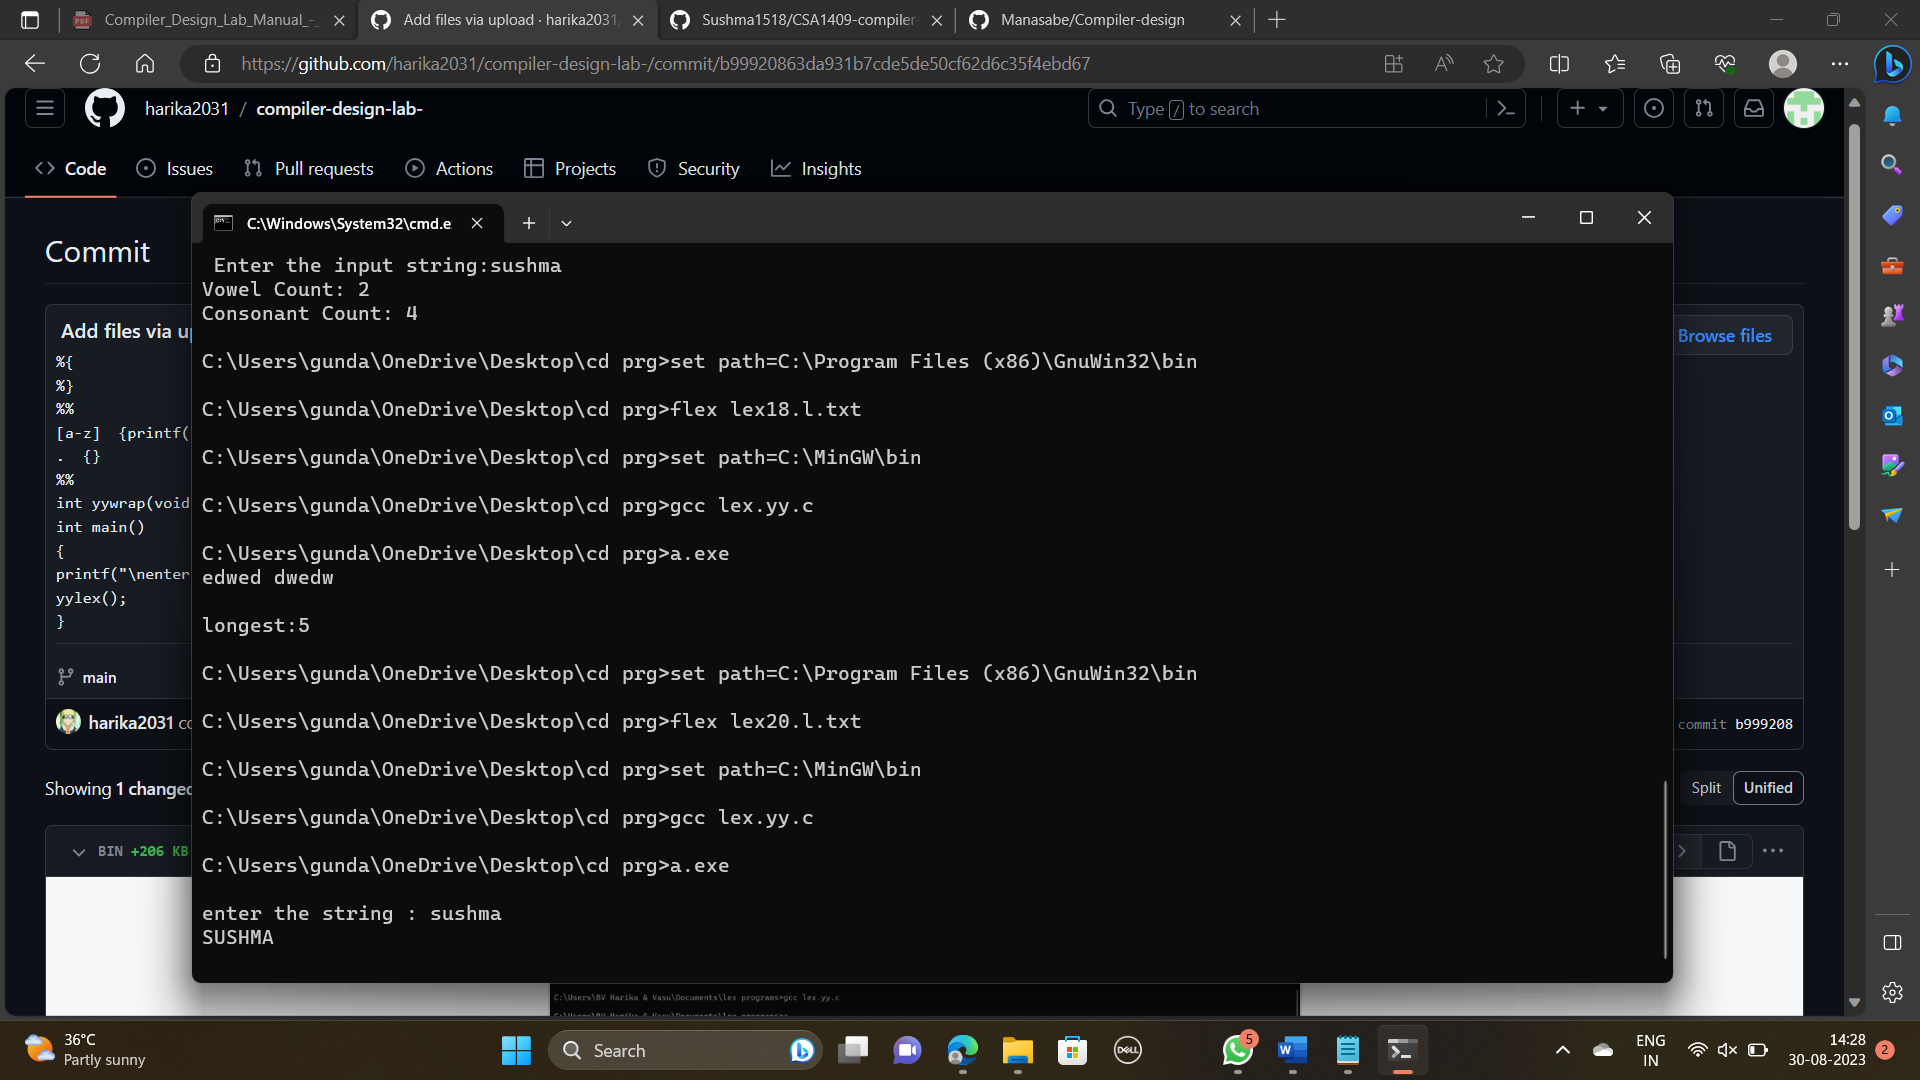 Compiler_Design_Lab_Manual_-_
Add files via upload · harika2031/
Sushma1518/CSA1409-compiler-
Manasabe/Compiler-design
https://github.com/harika2031/compiler-design-lab-/commit/b99920863da931b7cde5de50cf62d6c35f4ebd67
harika2031 / compiler-design-lab-
Type / to search
Code
Issues
Pull requests
Actions
Projects
Security
Insights
Commit
Add files via up
Browse files
%{
%}
%%
[a-z] {printf(
. {}
%%
int yywrap(void
int main()
{
printf("\nenter
yylex();
}
main
harika2031 co
commit b999208
Showing 1 changed
Split
Unified
BIN +206 KB
C:\Windows\System32\cmd.e
Enter the input string:sushma
Vowel Count: 2
Consonant Count: 4
C:\Users\gunda\OneDrive\Desktop\cd prg>set path=C:\Program Files (x86)\GnuWin32\bin
C:\Users\gunda\OneDrive\Desktop\cd prg>flex lex18.l.txt
C:\Users\gunda\OneDrive\Desktop\cd prg>set path=C:\MinGW\bin
C:\Users\gunda\OneDrive\Desktop\cd prg>gcc lex.yy.c
C:\Users\gunda\OneDrive\Desktop\cd prg>a.exe
edwed dwedw
longest:5
C:\Users\gunda\OneDrive\Desktop\cd prg>set path=C:\Program Files (x86)\GnuWin32\bin
C:\Users\gunda\OneDrive\Desktop\cd prg>flex lex20.l.txt
C:\Users\gunda\OneDrive\Desktop\cd prg>set path=C:\MinGW\bin
C:\Users\gunda\OneDrive\Desktop\cd prg>gcc lex.yy.c
C:\Users\gunda\OneDrive\Desktop\cd prg>a.exe
enter the string : sushma
SUSHMA
C:\Users\BV Harika & Vasu\Documents\lex programs>gcc lex.yy.c
36°C
Partly sunny
Search
DELL
5
ENG
IN
14:28
30-08-2023
2